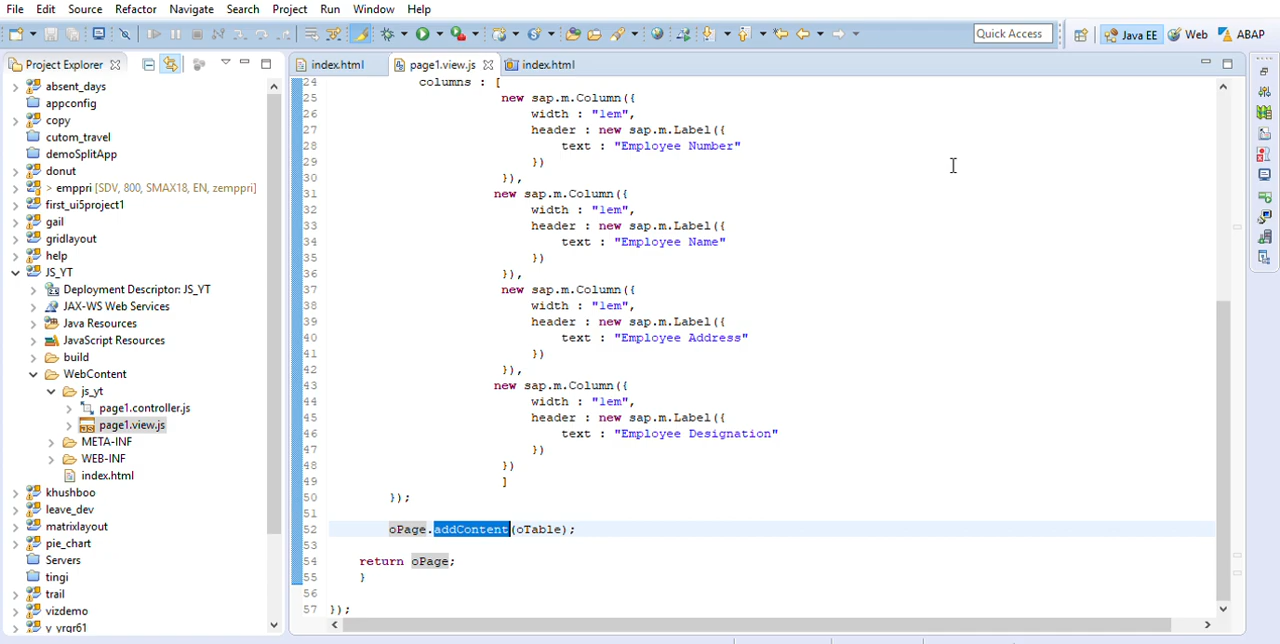 File Edit Source Refactor Navigate Search Project Run Window Help
Quick Access Java EE Web ABAP
Project Explorer index.html page1.view.js index.html
absent_days
appconfig
copy
cutom_travel
demoSplitApp
donut
> emppri [SDV, 800, SMAX18, EN, zemppri]
first_ui5project1
gail
gridlayout
help
JS_YT
Deployment Descriptor: JS_YT
JAX-WS Web Services
Java Resources
JavaScript Resources
build
WebContent
js_yt
page1.controller.js
page1.view.js
META-INF
WEB-INF
index.html
khushboo
leave_dev
matrixlayout
pie_chart
Servers
tingi
trail
vizdemo
y_vrgr61
24 columns : [
25 new sap.m.Column({
26 width : "1em",
27 header : new sap.m.Label({
28 text : "Employee Number"
29 })
30 }),
31 new sap.m.Column({
32 width : "1em",
33 header : new sap.m.Label({
34 text : "Employee Name"
35 })
36 }),
37 new sap.m.Column({
38 width : "1em",
39 header : new sap.m.Label({
40 text : "Employee Address"
41 })
42 }),
43 new sap.m.Column({
44 width : "1em",
45 header : new sap.m.Label({
46 text : "Employee Designation"
47 })
48 })
49 ]
50 });
51
52 oPage.addContent(oTable);
53
54 return oPage;
55 }
56
57 });